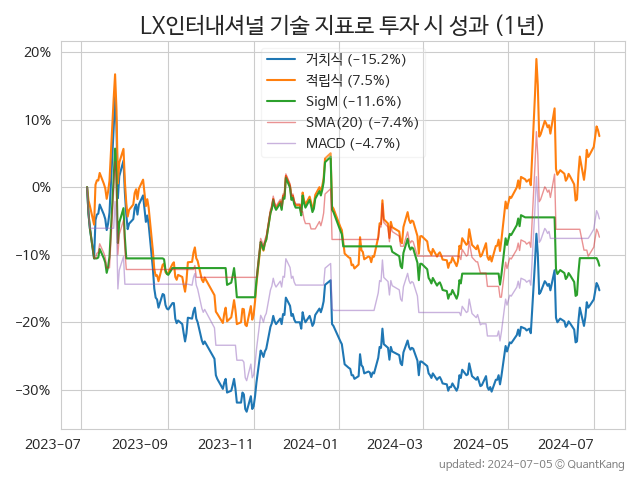 LX인터내셔널 기술 지표로 투자 시 성과 (1년)
거치식 (−15.2%)
적립식 (7.5%)
SigM (−11.6%)
SMA(20) (−7.4%)
MACD (−4.7%)
20%
10%
0%
−10%
−20%
−30%
2023-07 2023-09 2023-11 2024-01 2024-03 2024-05 2024-07
updated: 2024-07-05 © QuantKang